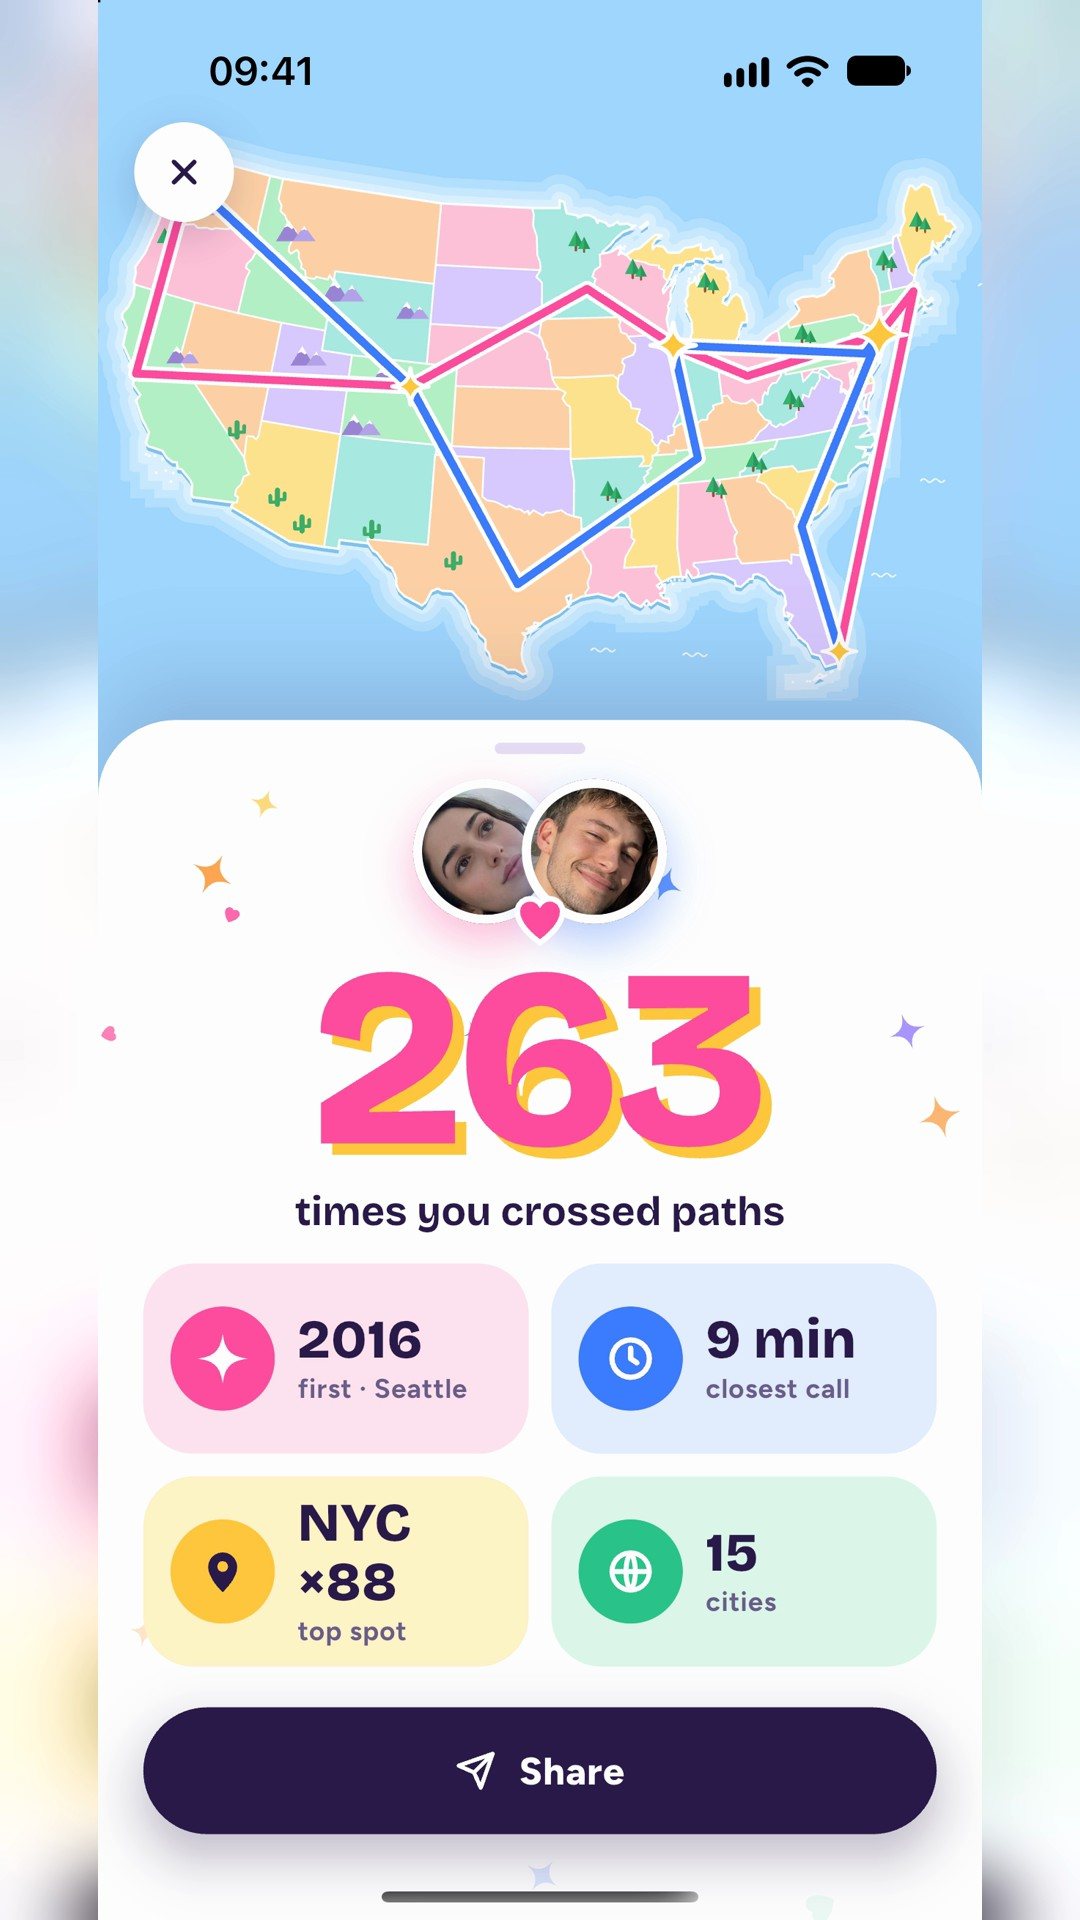 09:41
263
times you crossed paths
2016
first · Seattle
9 min
closest call
NYC
×88
top spot
15
cities
Share